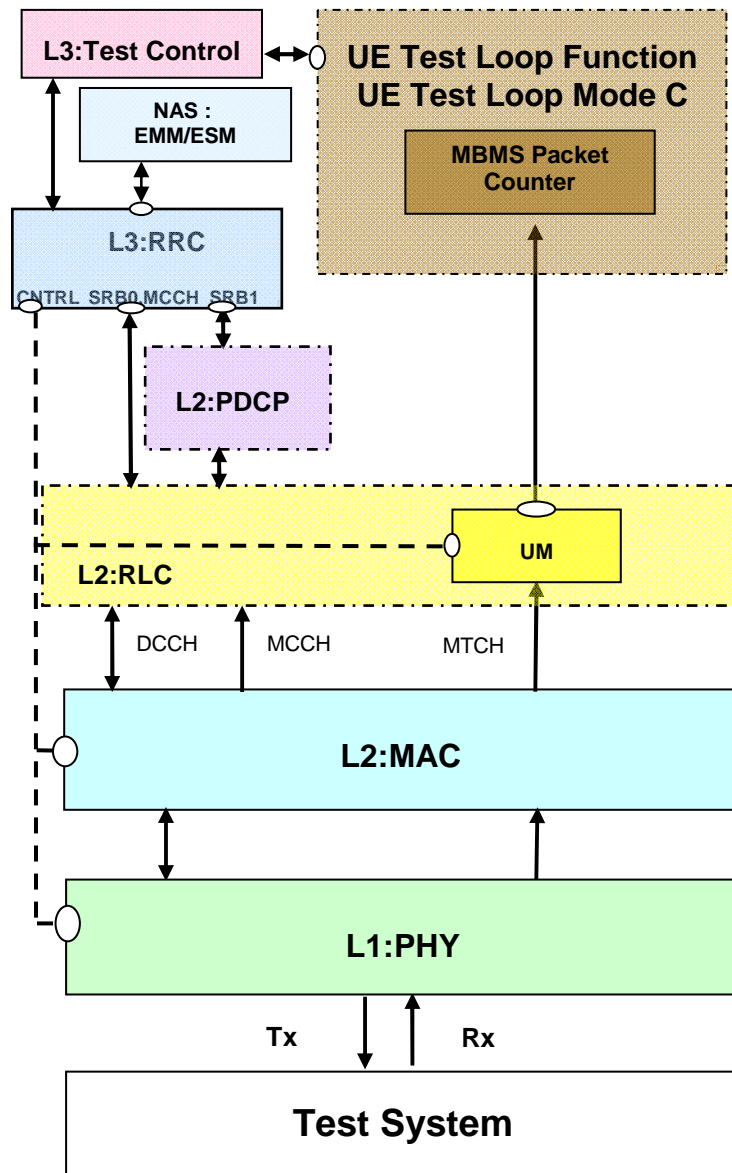 L3:Test Control
UE Test Loop Function
UE Test Loop Mode C
NAS :
EMM/ESM
MBMS Packet
Counter
L3:RRC
CNTRL SRB0,MCCH SRB1
L2:PDCP
UM
L2:RLC
DCCH
MCCH
MTCH
L2:MAC
L1:PHY
Tx
Rx
Test System